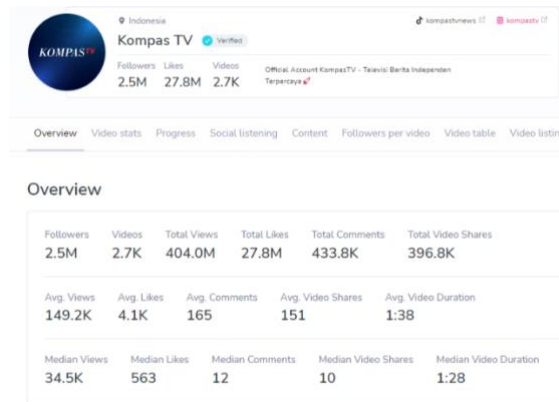 Indonesia
kompastvnews
kompastv
KOMPASTV
Kompas TV Verified
Followers Likes Videos
2.5M 27.8M 2.7K
Official Account KompasTV - Televisi Berita Independen
Terpercaya
Overview Video stats Progress Social listening Content Followers per video Video table Video listin
Overview
Followers Videos Total Views Total Likes Total Comments Total Video Shares
2.5M 2.7K 404.0M 27.8M 433.8K 396.8K
Avg. Views Avg. Likes Avg. Comments Avg. Video Shares Avg. Video Duration
149.2K 4.1K 165 151 1:38
Median Views Median Likes Median Comments Median Video Shares Median Video Duration
34.5K 563 12 10 1:28